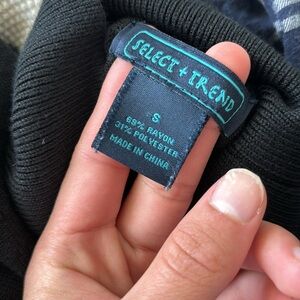 SELECT + TREND
S
69% RAYON
31% POLYESTER
MADE IN CHINA